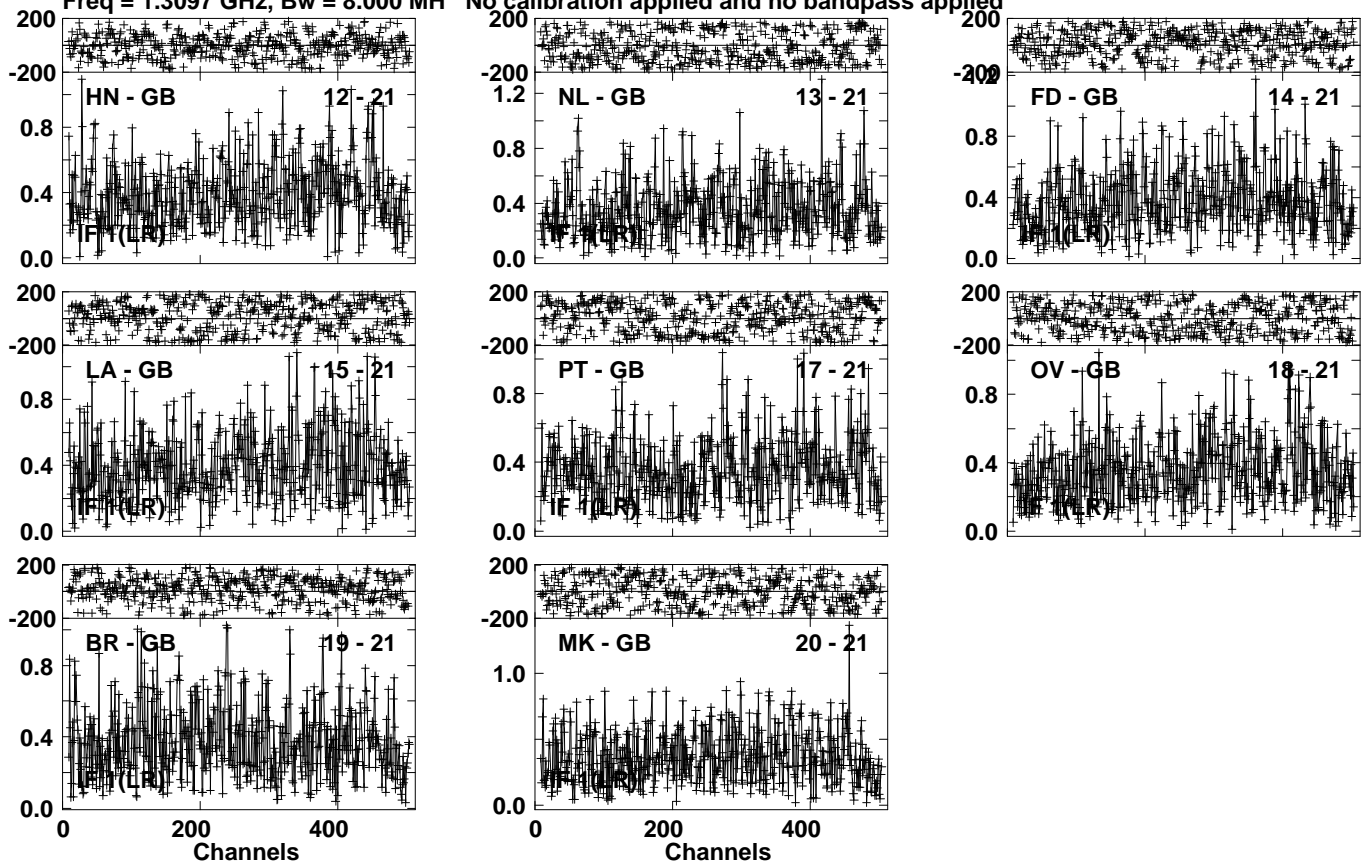 Freq = 1.3097 GHz, Bw = 8.000 MH No calibration applied and no bandpass applied
200 200 200
-200 -200 -200
HN - GB 12 - 21 NL - GB 13 - 21 FD - GB 14 - 21
1.2 1.2
0.8 0.8 0.8
0.4 0.4 0.4
IF 1(LR) IF 1(LR) IF 1(LR)
0.0 0.0 0.0
200 200 200
-200 -200 -200
LA - GB 15 - 21 PT - GB 17 - 21 OV - GB 18 - 21
0.8 0.8 0.8
0.4 0.4 0.4
IF 1(LR) IF 1(LR) IF 1(LR)
0.0 0.0 0.0
200 200
-200 -200
BR - GB 19 - 21 MK - GB 20 - 21
0.8 1.0
0.4
IF 1(LR) IF 1(LR)
0.0 0.0
0 200 400 0 200 400
Channels Channels